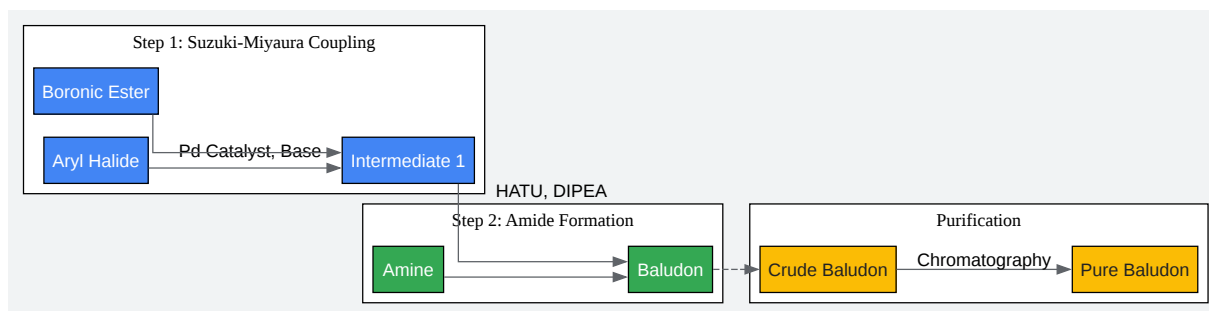 Step 1: Suzuki-Miyaura Coupling
Boronic Ester
Aryl Halide
Pd Catalyst, Base
Intermediate 1
HATU, DIPEA
Step 2: Amide Formation
Amine
Baludon
Purification
Crude Baludon
Chromatography
Pure Baludon